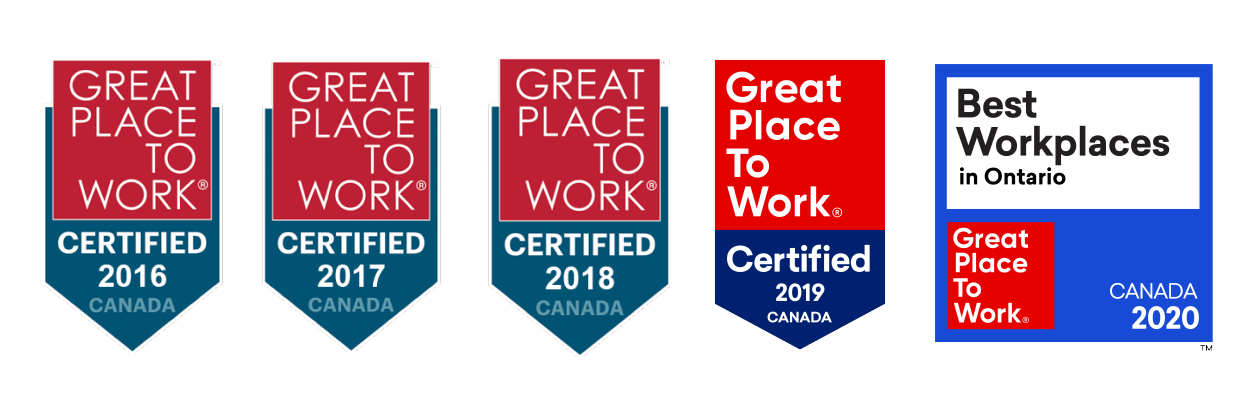 GREAT
PLACE
TO
WORK®
CERTIFIED
2016
CANADA
GREAT
PLACE
TO
WORK®
CERTIFIED
2017
CANADA
GREAT
PLACE
TO
WORK®
CERTIFIED
2018
CANADA
Great
Place
To
Work®
Certified
2019
CANADA
Best
Workplaces
in Ontario
Great
Place
To
Work®
CANADA
2020
TM